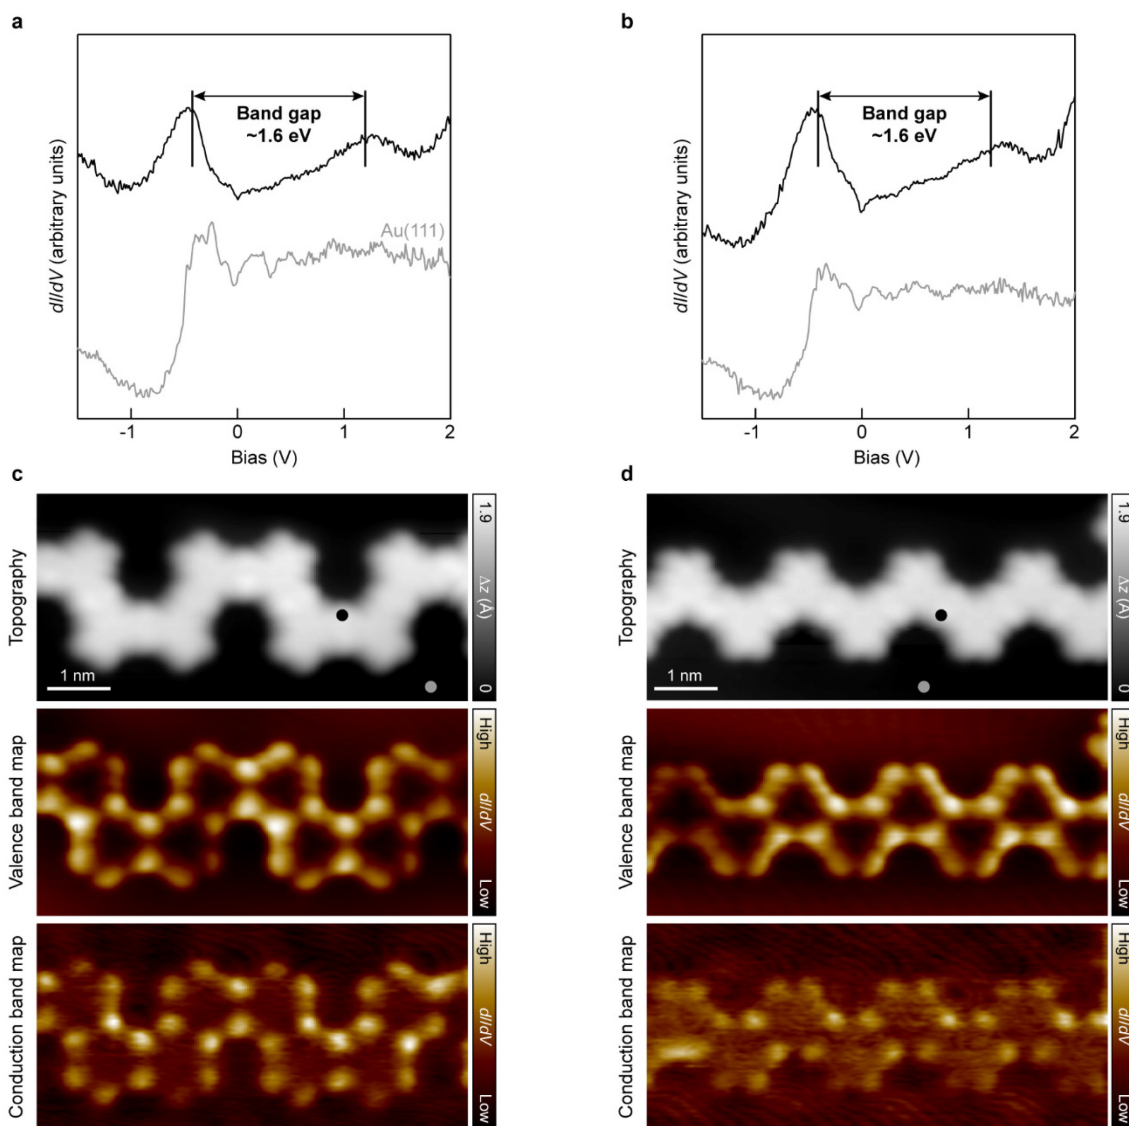 a
Band gap
~1.6 eV
Au(111)
dI/dV (arbitrary units)
-1 0 1 2
Bias (V)
b
Band gap
~1.6 eV
dI/dV (arbitrary units)
-1 0 1 2
Bias (V)
c
Topography
1 nm
1.9
Δz (Å)
0
Valence band map
High
dI/dV
Low
Conduction band map
High
dI/dV
Low
d
Topography
1 nm
1.9
Δz (Å)
0
Valence band map
High
dI/dV
Low
Conduction band map
High
dI/dV
Low